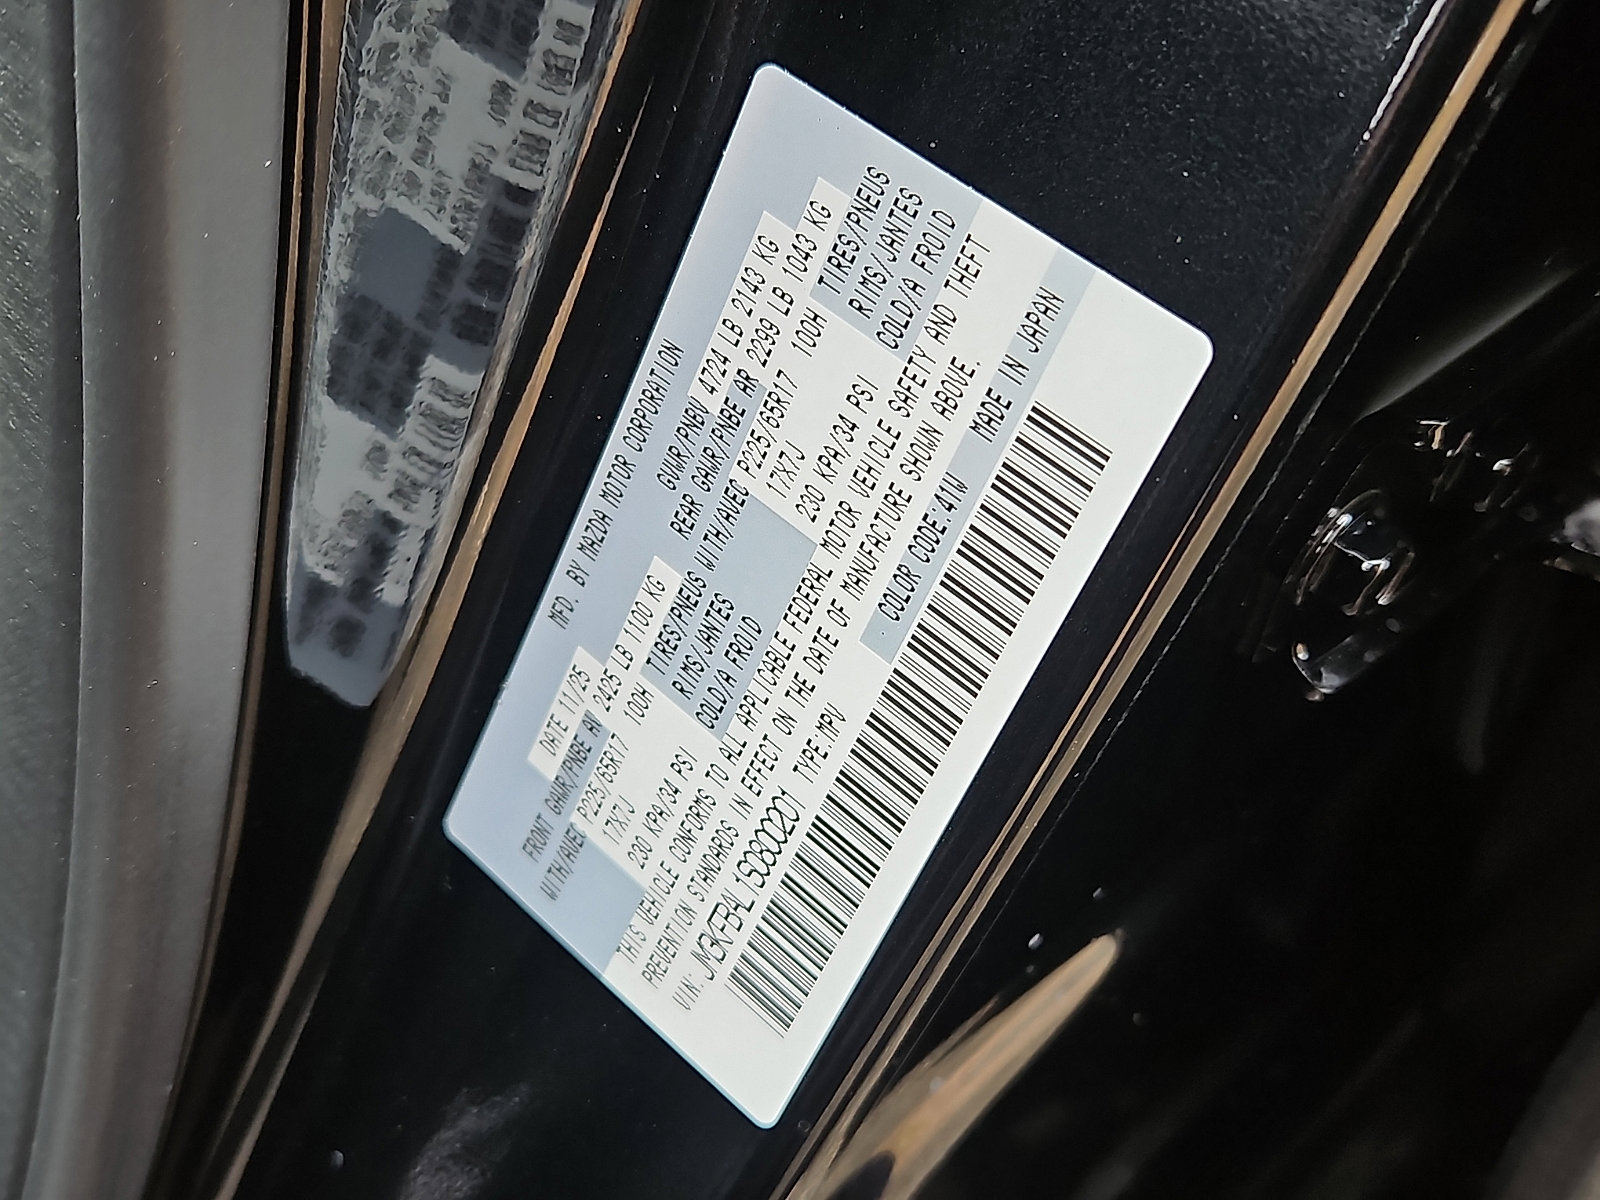 MFD. BY MAZDA MOTOR CORPORATION
DATE 11/25 GVWR/PNBV 4724 LB 2143 KG
FRONT GAWR/PNBE AV 2425 LB 1100 KG REAR GAWR/PNBE AR 2299 LB 1043 KG
WITH/AVEC P225/65R17 100H TIRES/PNEUS WITH/AVEC P225/65R17 100H TIRES/PNEUS
17X7J RIMS/JANTES 17X7J RIMS/JANTES
230 KPA/34 PSI COLD/A FROID 230 KPA/34 PSI COLD/A FROID
THIS VEHICLE CONFORMS TO ALL APPLICABLE FEDERAL MOTOR VEHICLE SAFETY AND THEFT
PREVENTION STANDARDS IN EFFECT ON THE DATE OF MANUFACTURE SHOWN ABOVE.
VIN: JM3KFB4L1S0800201 TYPE:MPV COLOR CODE:41W MADE IN JAPAN